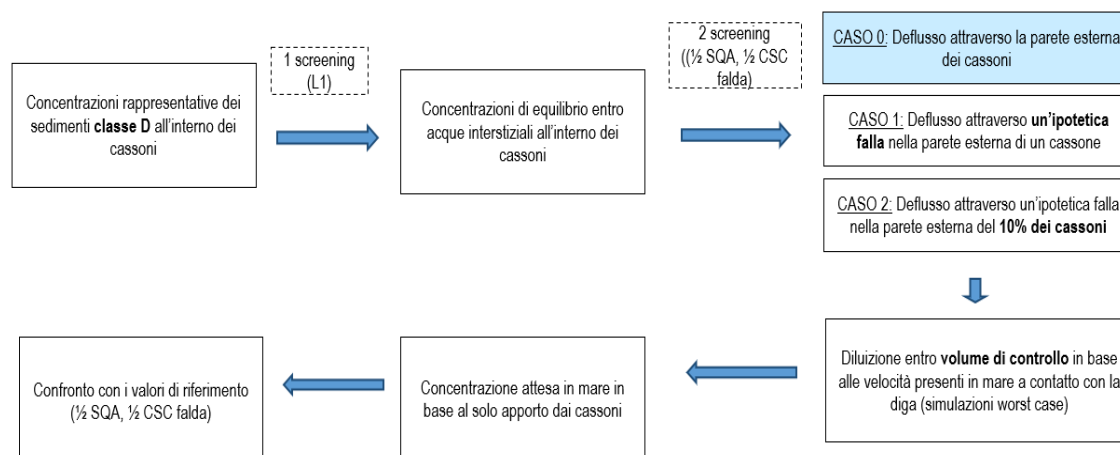 Concentrazioni rappresentative dei
sedimenti classe D all'interno dei
cassoni
1 screening
(L1)
Concentrazioni di equilibrio entro
acque interstiziali all'interno dei
cassoni
2 screening
((½ SQA, ½ CSC
falda)
CASO 0: Deflusso attraverso la parete esterna
dei cassoni
CASO 1: Deflusso attraverso un'ipotetica
falla nella parete esterna di un cassone
CASO 2: Deflusso attraverso un'ipotetica falla
nella parete esterna del 10% dei cassoni
Diluizione entro volume di controllo in base
alle velocità presenti in mare a contatto con la
diga (simulazioni worst case)
Concentrazione attesa in mare in
base al solo apporto dai cassoni
Confronto con i valori di riferimento
(½ SQA, ½ CSC falda)